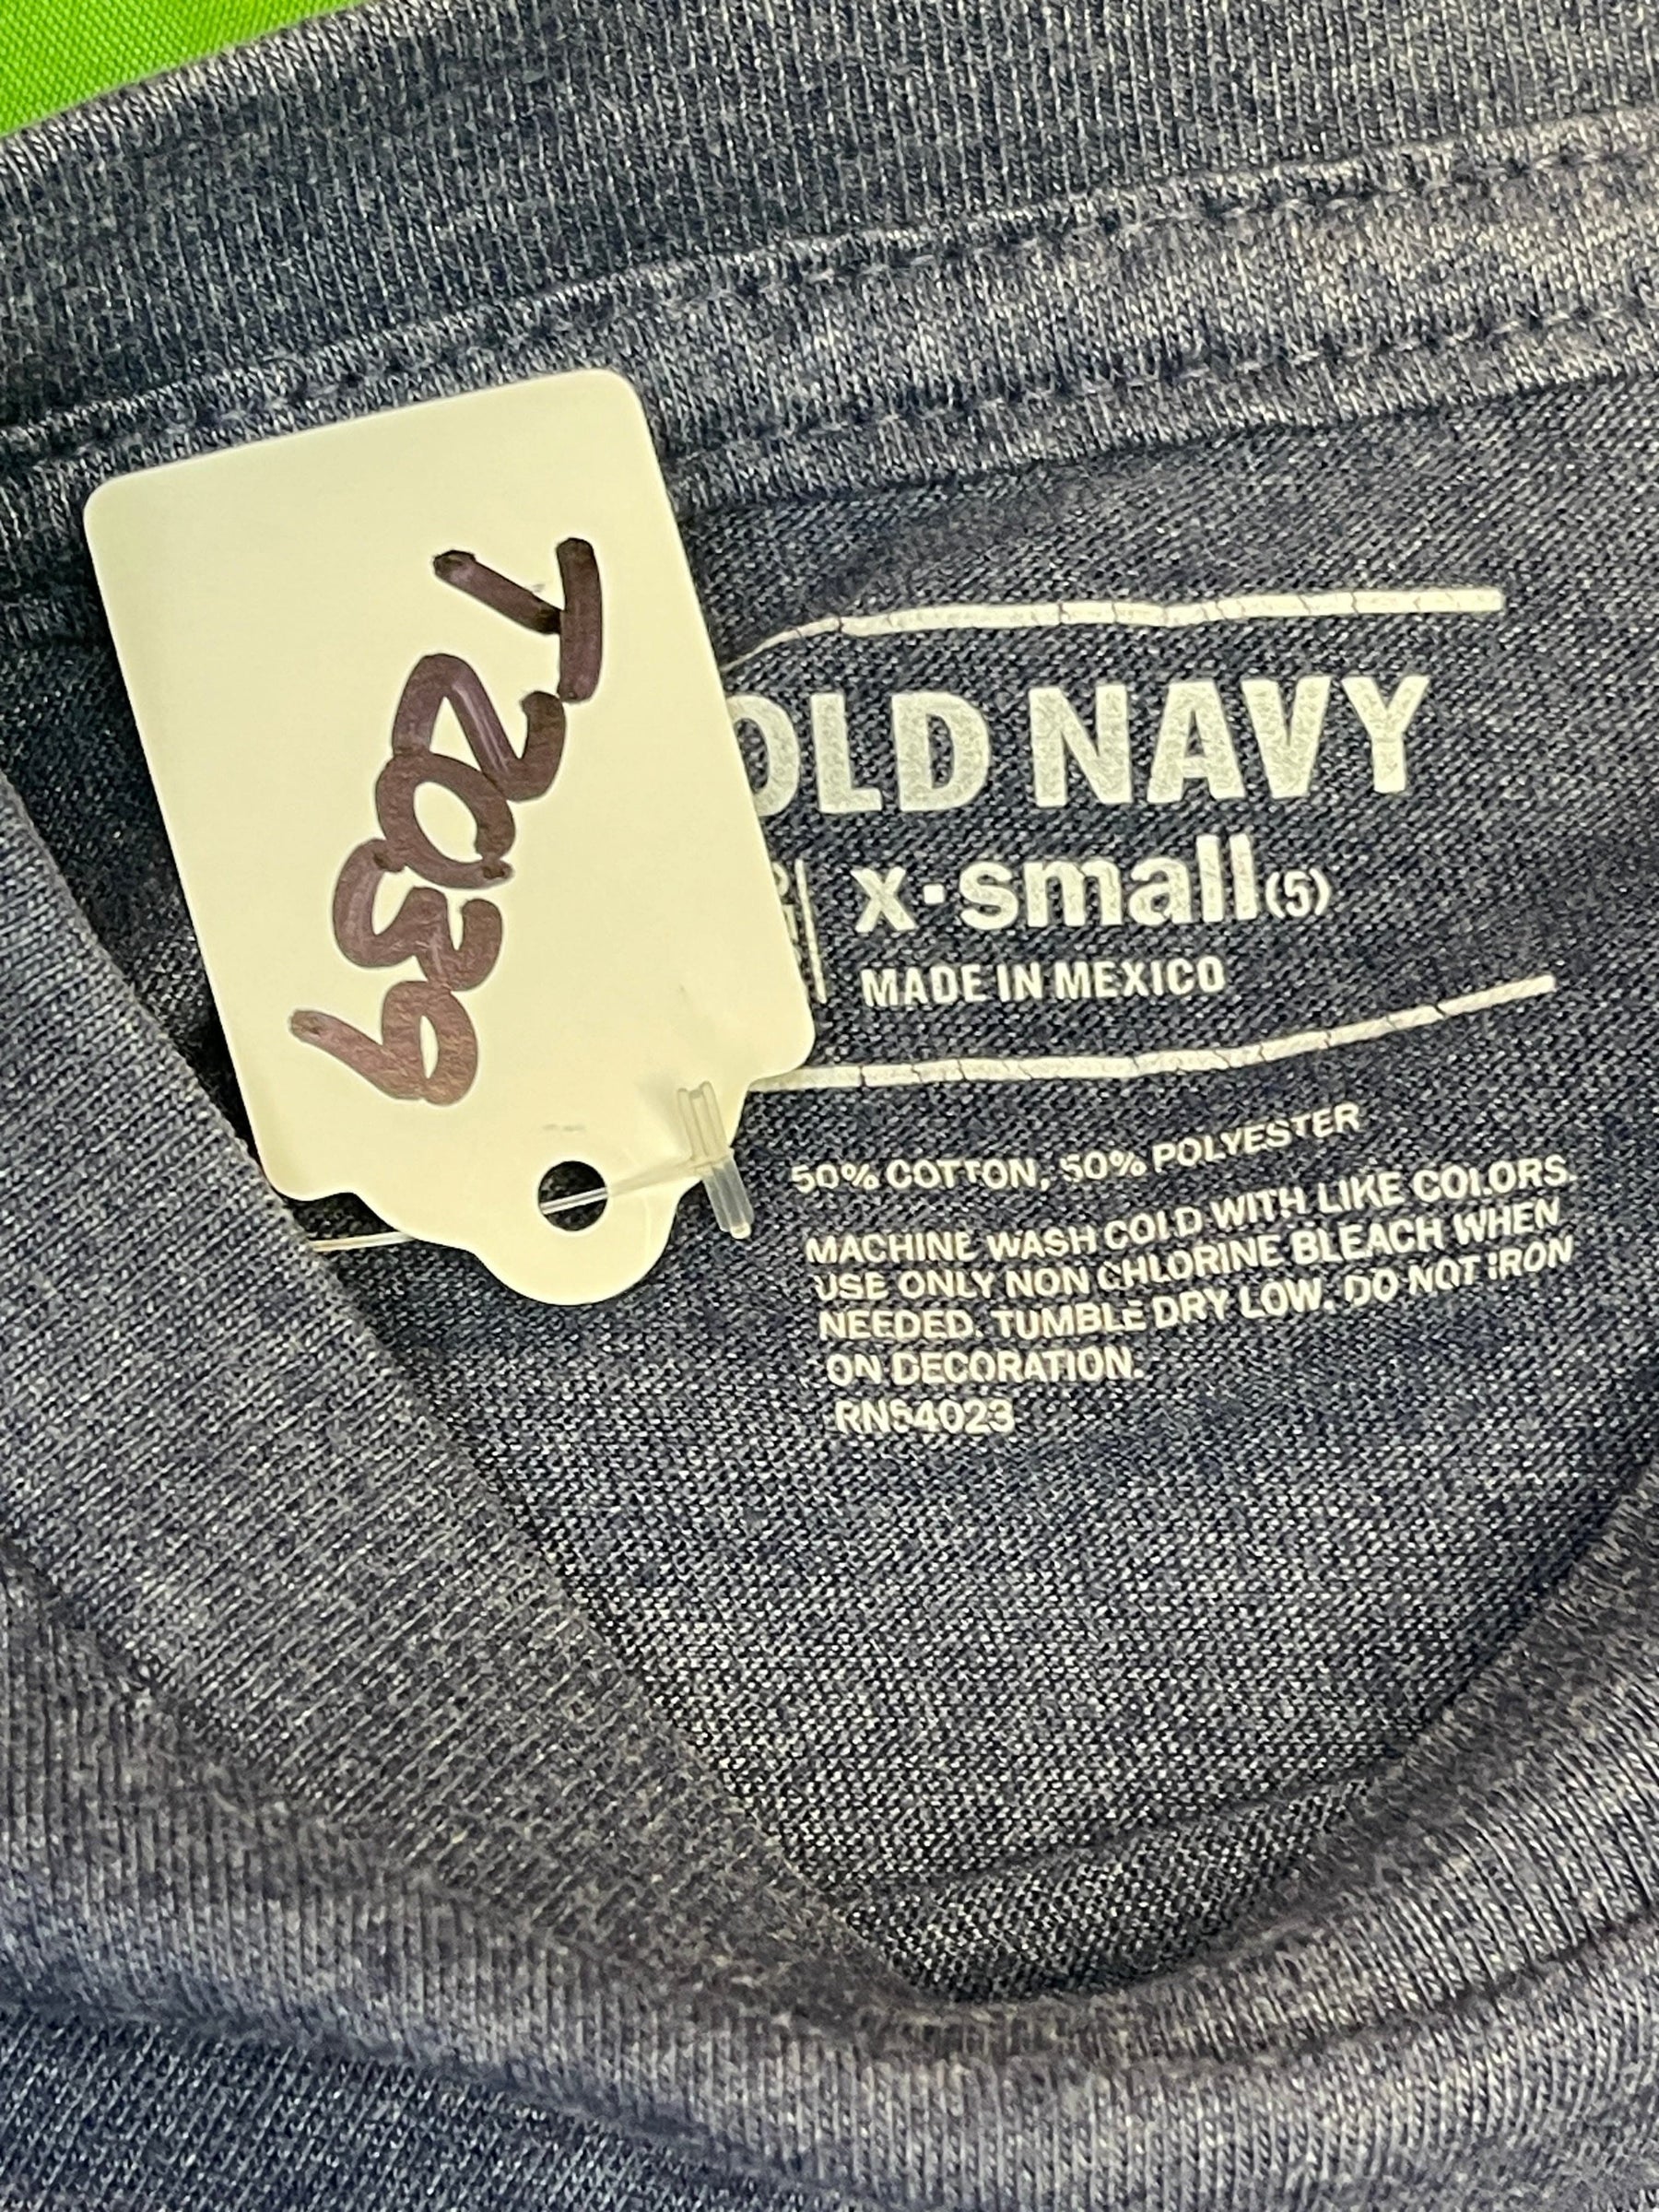 T2039
OLD NAVY
x·small(5)
MADE IN MEXICO
50% COTTON, 50% POLYESTER
MACHINE WASH COLD WITH LIKE COLORS.
USE ONLY NON CHLORINE BLEACH WHEN
NEEDED. TUMBLE DRY LOW. DO NOT IRON
ON DECORATION.
RN54023